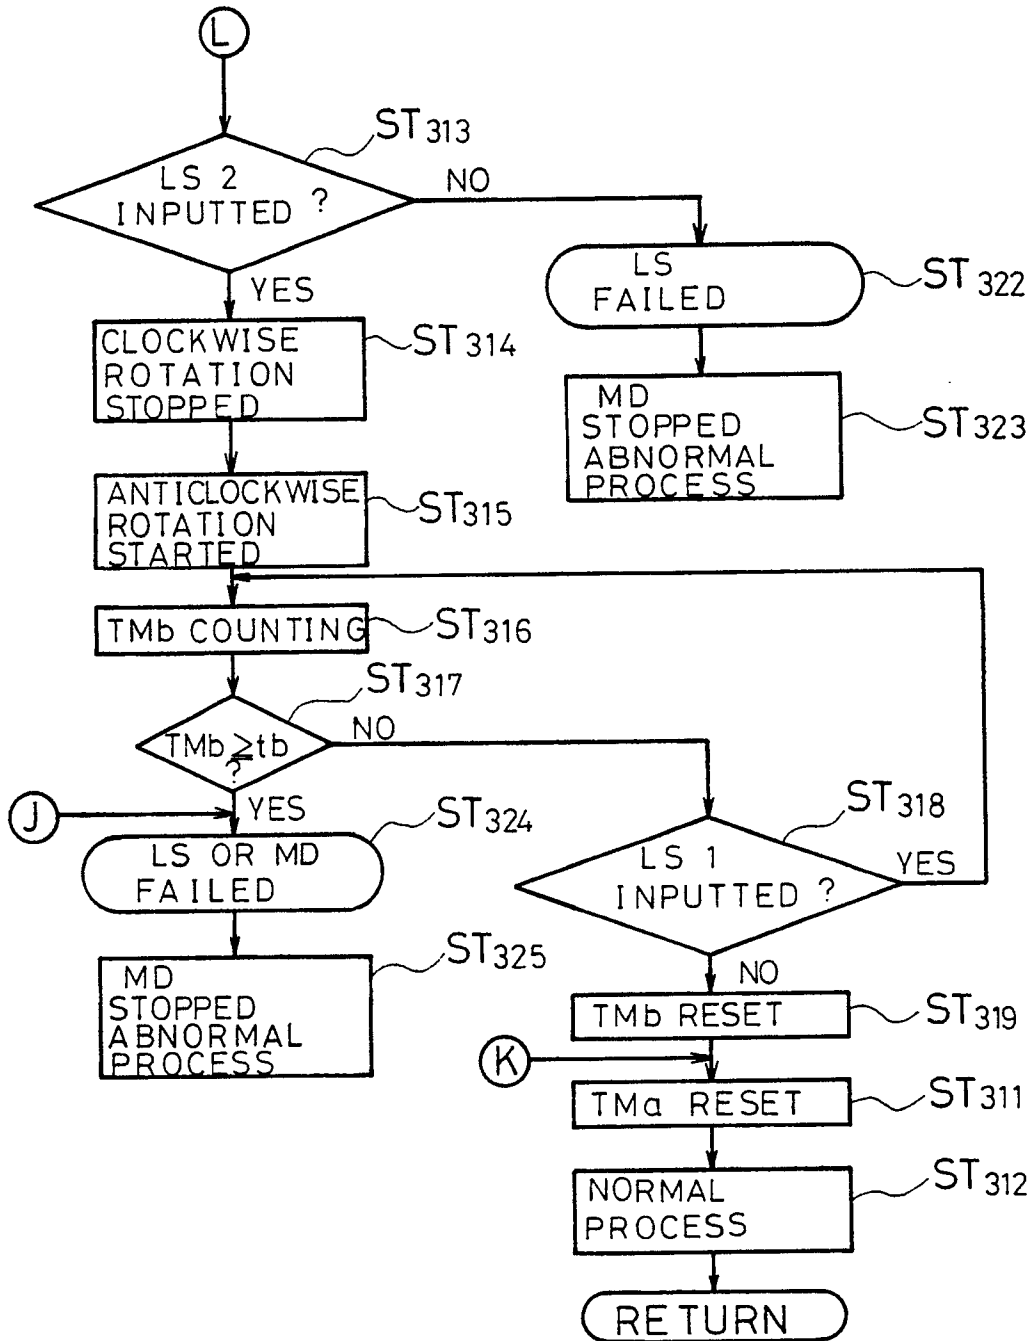 L
ST313
LS 2
INPUTTED ?
NO
YES
LS
FAILED
ST322
CLOCKWISE
ROTATION
STOPPED
ST314
MD
STOPPED
ABNORMAL
PROCESS
ST323
ANTICLOCKWISE
ROTATION
STARTED
ST315
TMb COUNTING
ST316
ST317
TMb≧tb
?
NO
J
YES
ST324
LS OR MD
FAILED
ST318
LS 1
INPUTTED ?
YES
NO
ST325
MD
STOPPED
ABNORMAL
PROCESS
TMb RESET
ST319
K
TMa RESET
ST311
NORMAL
PROCESS
ST312
RETURN